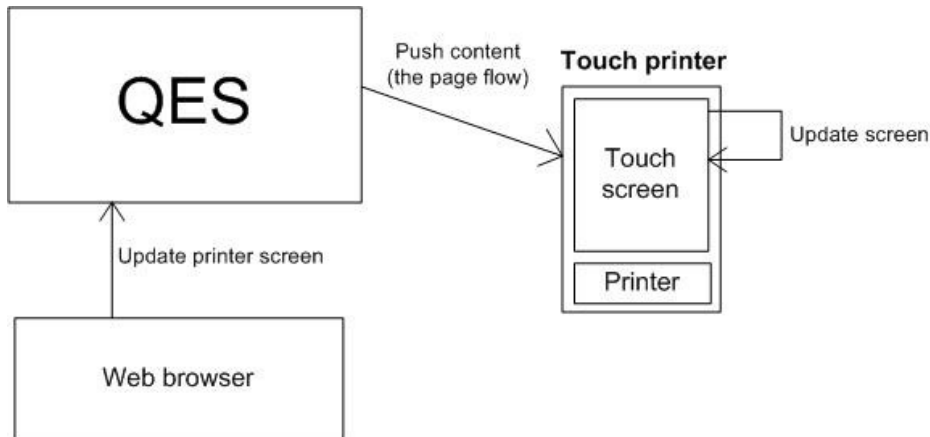 QES
Push content
(the page flow)
Touch printer
Touch
screen
Update screen
Printer
Update printer screen
Web browser